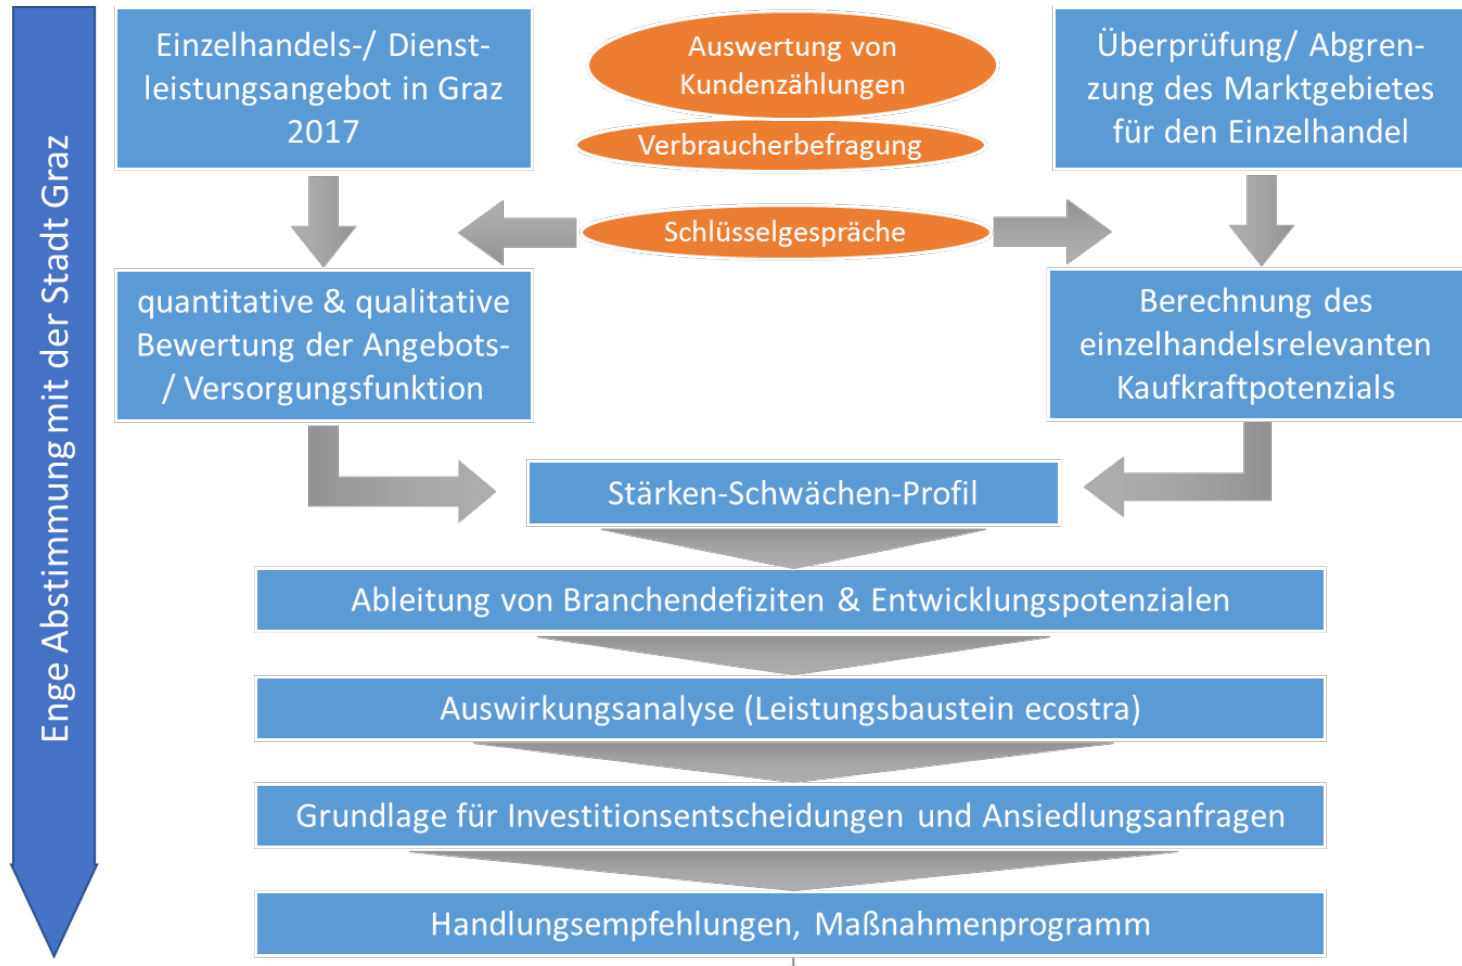 Enge Abstimmung mit der Stadt Graz
Einzelhandels-/ Dienst-
leistungsangebot in Graz
2017
Auswertung von
Kundenzählungen
Verbraucherbefragung
Schlüsselgespräche
Überprüfung/ Abgren-
zung des Marktgebietes
für den Einzelhandel
quantitative & qualitative
Bewertung der Angebots-
/ Versorgungsfunktion
Berechnung des
einzelhandelsrelevanten
Kaufkraftpotenzials
Stärken-Schwächen-Profil
Ableitung von Branchendefiziten & Entwicklungspotenzialen
Auswirkungsanalyse (Leistungsbaustein ecostra)
Grundlage für Investitionsentscheidungen und Ansiedlungsanfragen
Handlungsempfehlungen, Maßnahmenprogramm